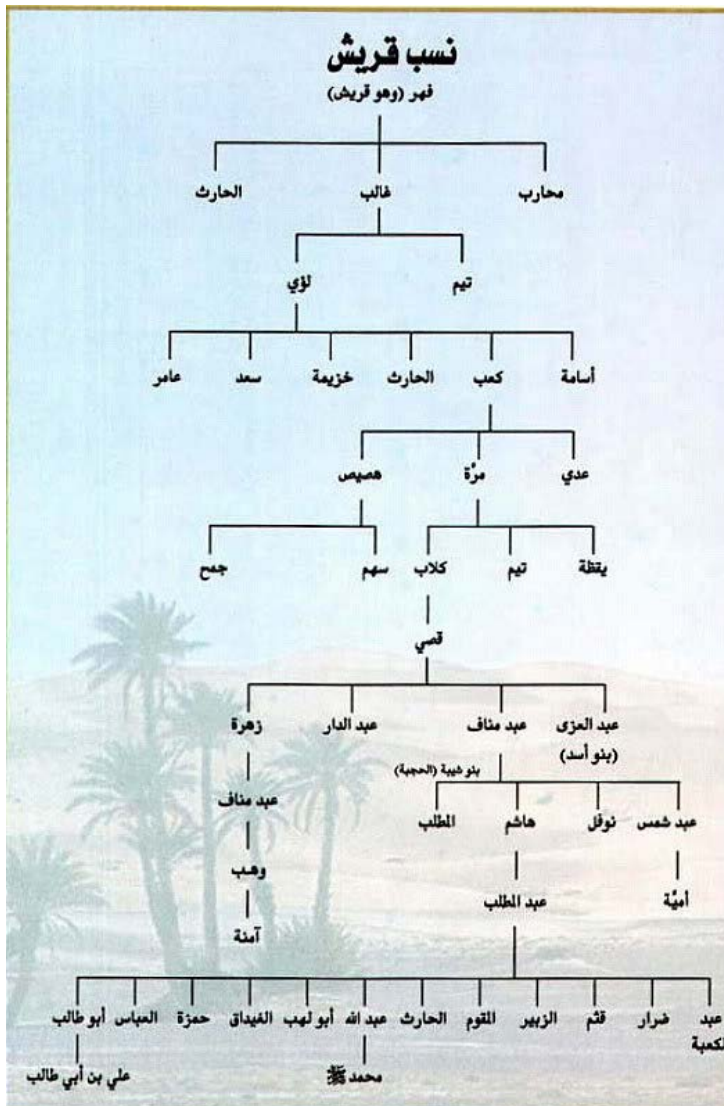 نسب قريش
فهر (وهو قريش)
محارب غالب الحارث
تيم لؤي
أسامة كعب الحارث خزيمة سعد عامر
عدي مرَّة هصيص
يقظة تيم كلاب سهم جمح
قصي
عبد العزى عبد مناف عبد الدار زهرة
(بنو أسد)
بنو شيبة (الحجبة)
عبد مناف
عبد شمس نوفل هاشم المطلب
وهب
أميَّة عبد المطلب
آمنة
عبد ضرار قثم الزبير المقوم الحارث عبد الله أبو لهب الغيداق حمزة العباس أبو طالب
لكعبة
محمد ﷺ علي بن أبي طالب